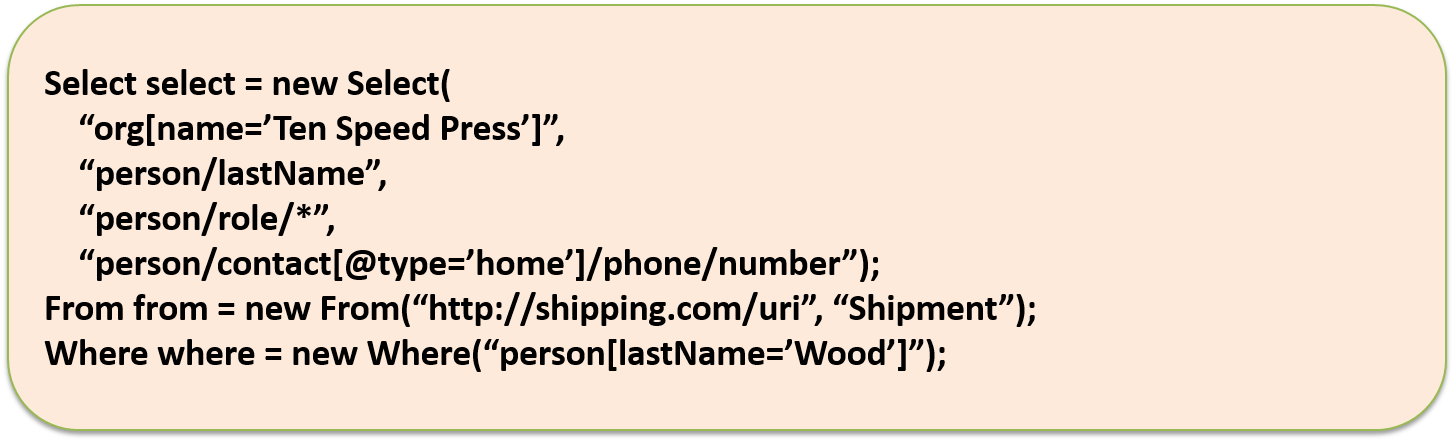 Select select = new Select(
“org[name=’Ten Speed Press’]”,
“person/lastName”,
“person/role/*”,
“person/contact[@type=’home’]/phone/number”);
From from = new From(“http://shipping.com/uri”, “Shipment”);
Where where = new Where(“person[lastName=’Wood’]”);